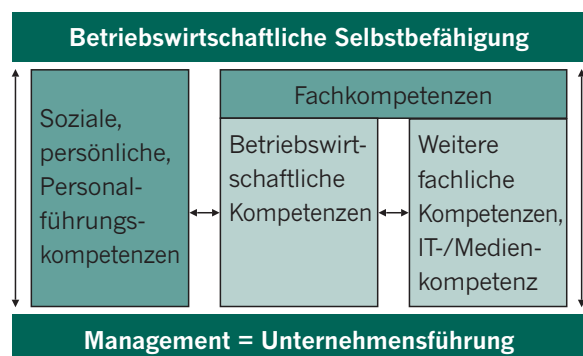 Betriebswirtschaftliche Selbstbefähigung
Soziale,
persönliche,
Personal-
führungs-
kompetenzen
Fachkompetenzen
Betriebswirt-
schaftliche
Kompetenzen
Weitere
fachliche
Kompetenzen,
IT-/Medien-
kompetenz
Management = Unternehmensführung